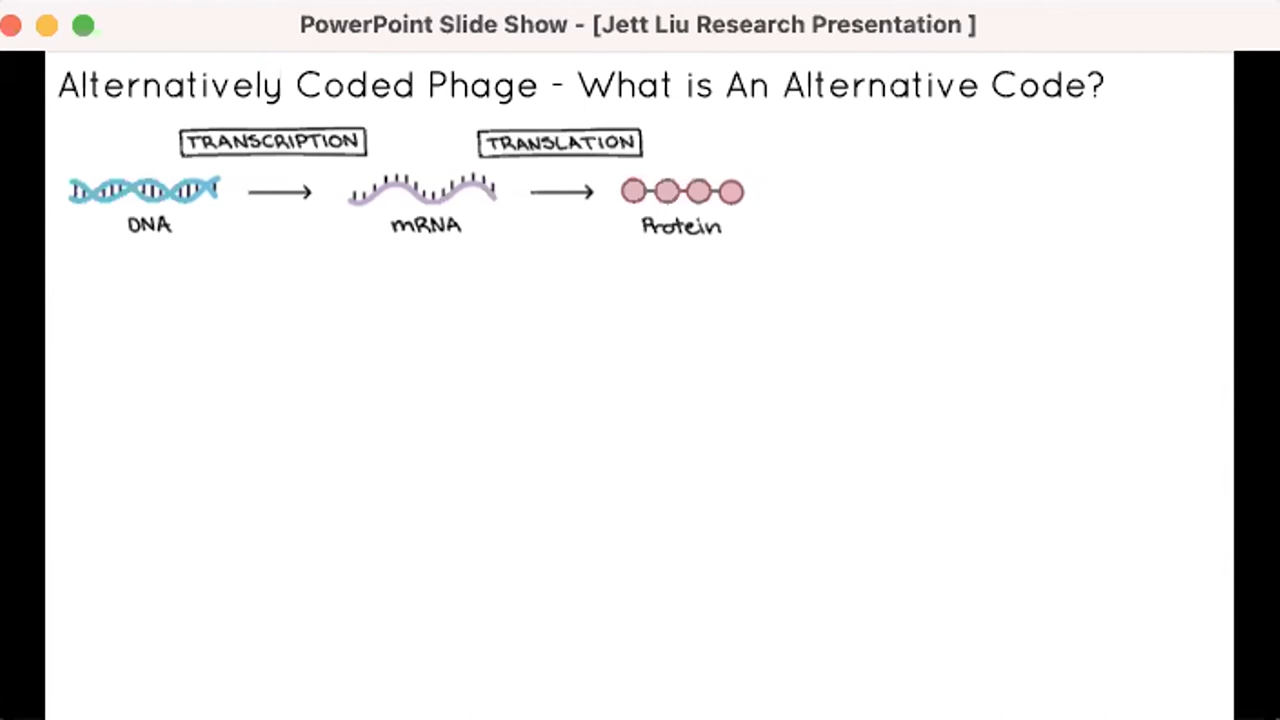 PowerPoint Slide Show - [Jett Liu Research Presentation ]
Alternatively Coded Phage - What is An Alternative Code?
TRANSCRIPTION TRANSLATION
DNA mRNA Protein